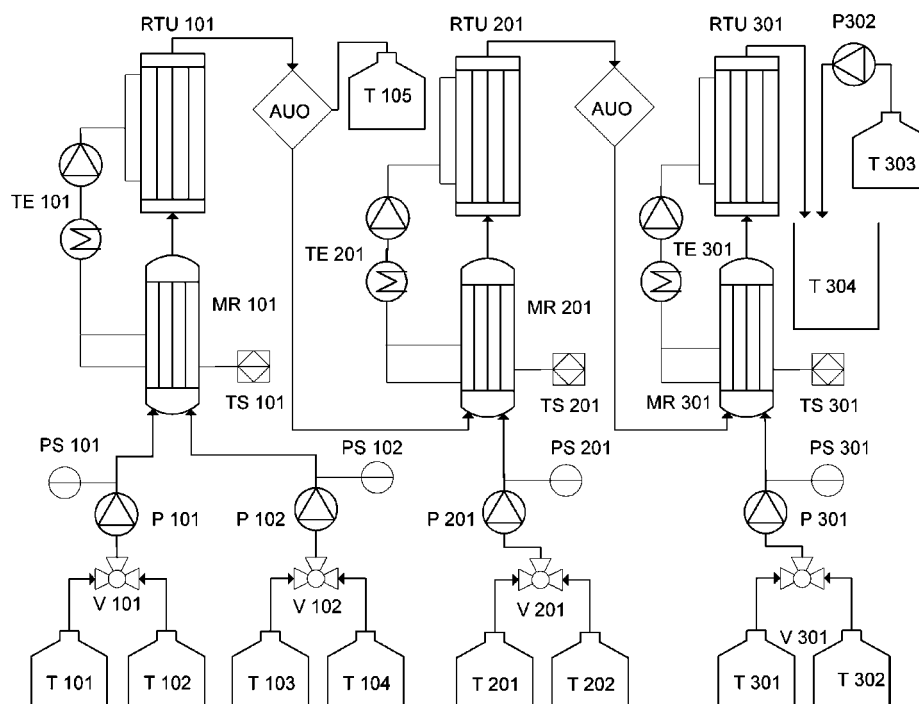 RTU 101
RTU 201
RTU 301
P302
T 105
AUO
AUO
T 303
TE 101
TE 201
TE 301
T 304
MR 101
MR 201
MR 301
TS 101
TS 201
TS 301
PS 101
PS 102
PS 201
PS 301
P 101
P 102
P 201
P 301
V 101
V 102
V 201
V 301
T 101
T 102
T 103
T 104
T 201
T 202
T 301
T 302